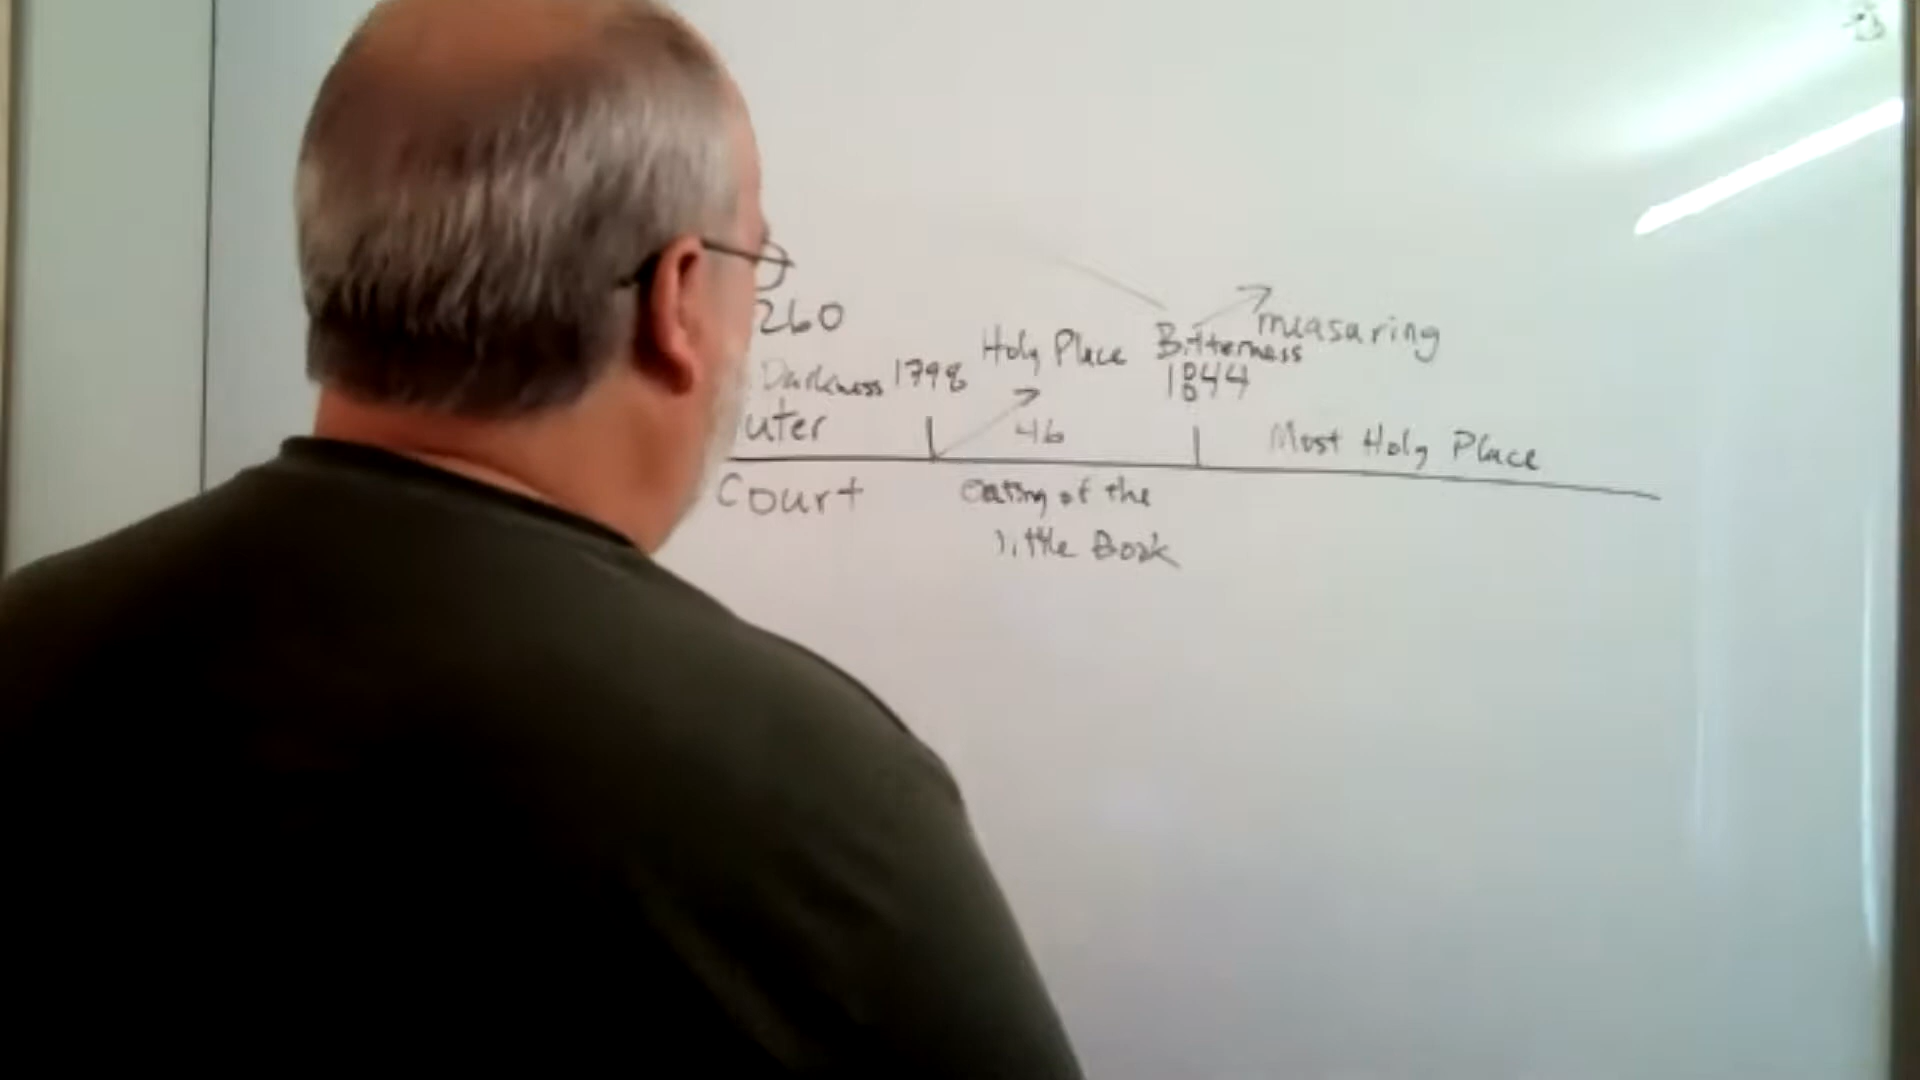 260
Holy Place
Bitterness
measuring
Darkness 1798
1844
uter
46
Most Holy Place
Court
eating of the
little Book